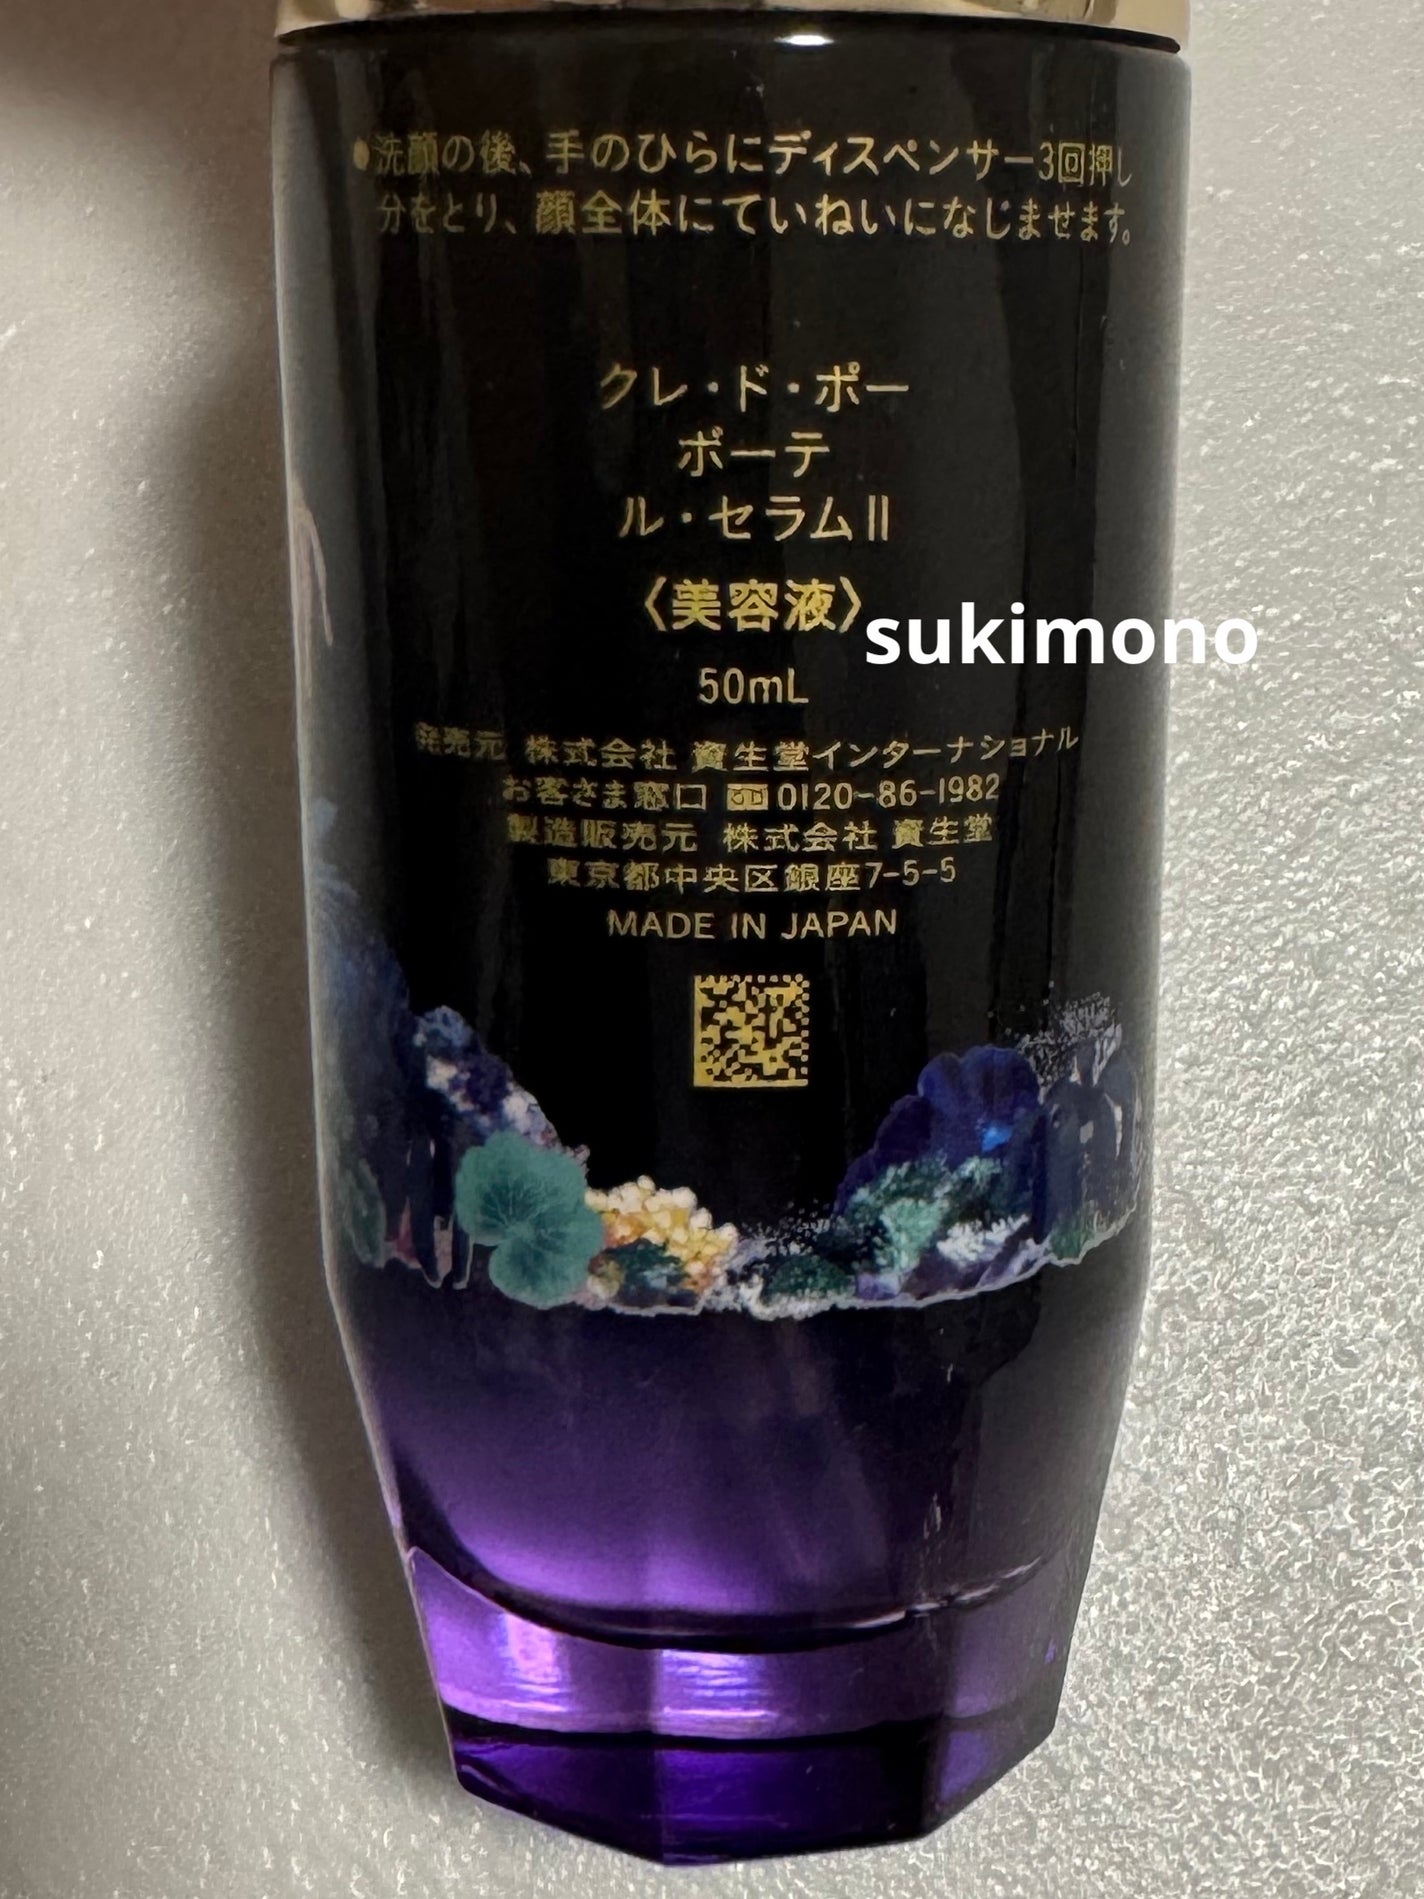 ●洗顔の後、手のひらにディスペンサー3回押し
分をとり、顔全体にていねいになじませます。
クレ・ド・ポー
ボーテ
ル・セラムⅡ
〈美容液〉
sukimono
50mL
発売元 株式会社 資生堂インターナショナル
お客さま窓口 0120-86-1982
製造販売元 株式会社 資生堂
東京都中央区銀座7-5-5
MADE IN JAPAN